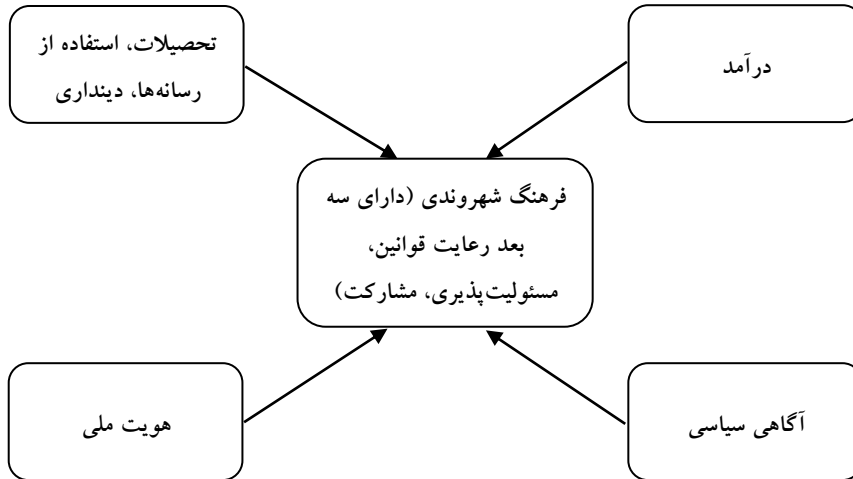 درآمد
تحصیلات، استفاده از
رسانه‌ها، دینداری
فرهنگ شهروندی (دارای سه
بعد رعایت قوانین،
مسئولیت‌پذیری، مشارکت)
آگاهی سیاسی
هویت ملی